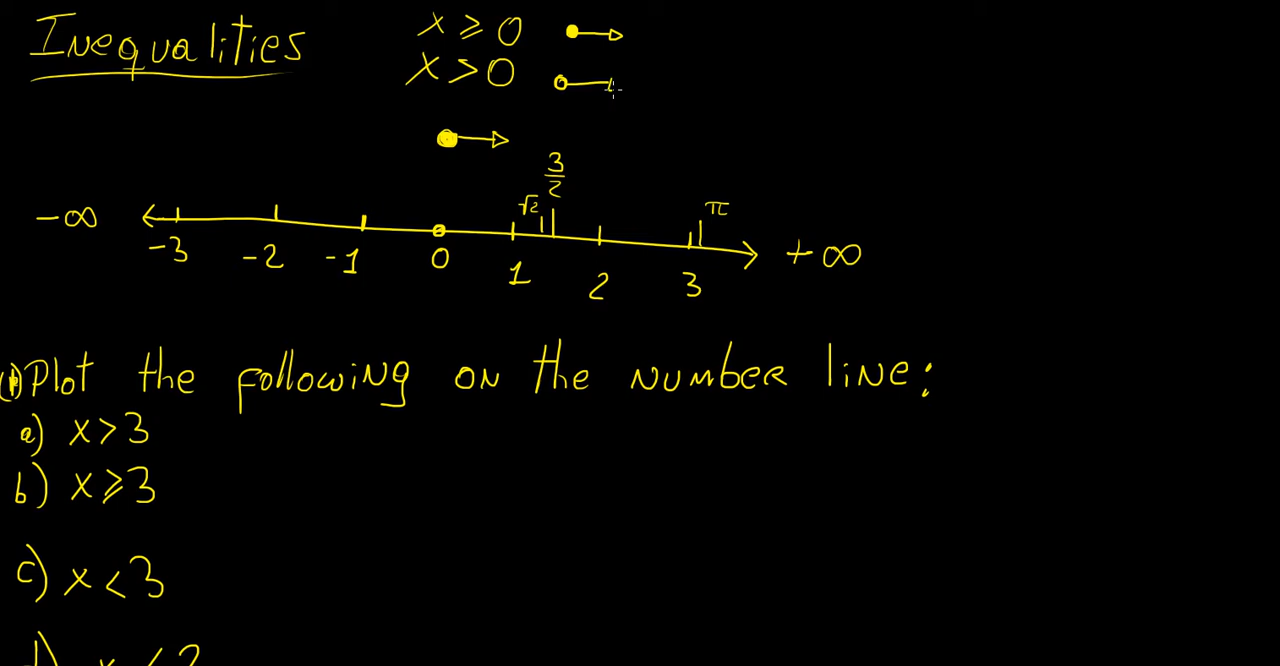 Inequalities
x ≥ 0
x > 0
3/2
√2
π
-∞
+∞
-3 -2 -1 0 1 2 3
(1) Plot the following on the number line:
a) x > 3
b) x ≥ 3
c) x < 3